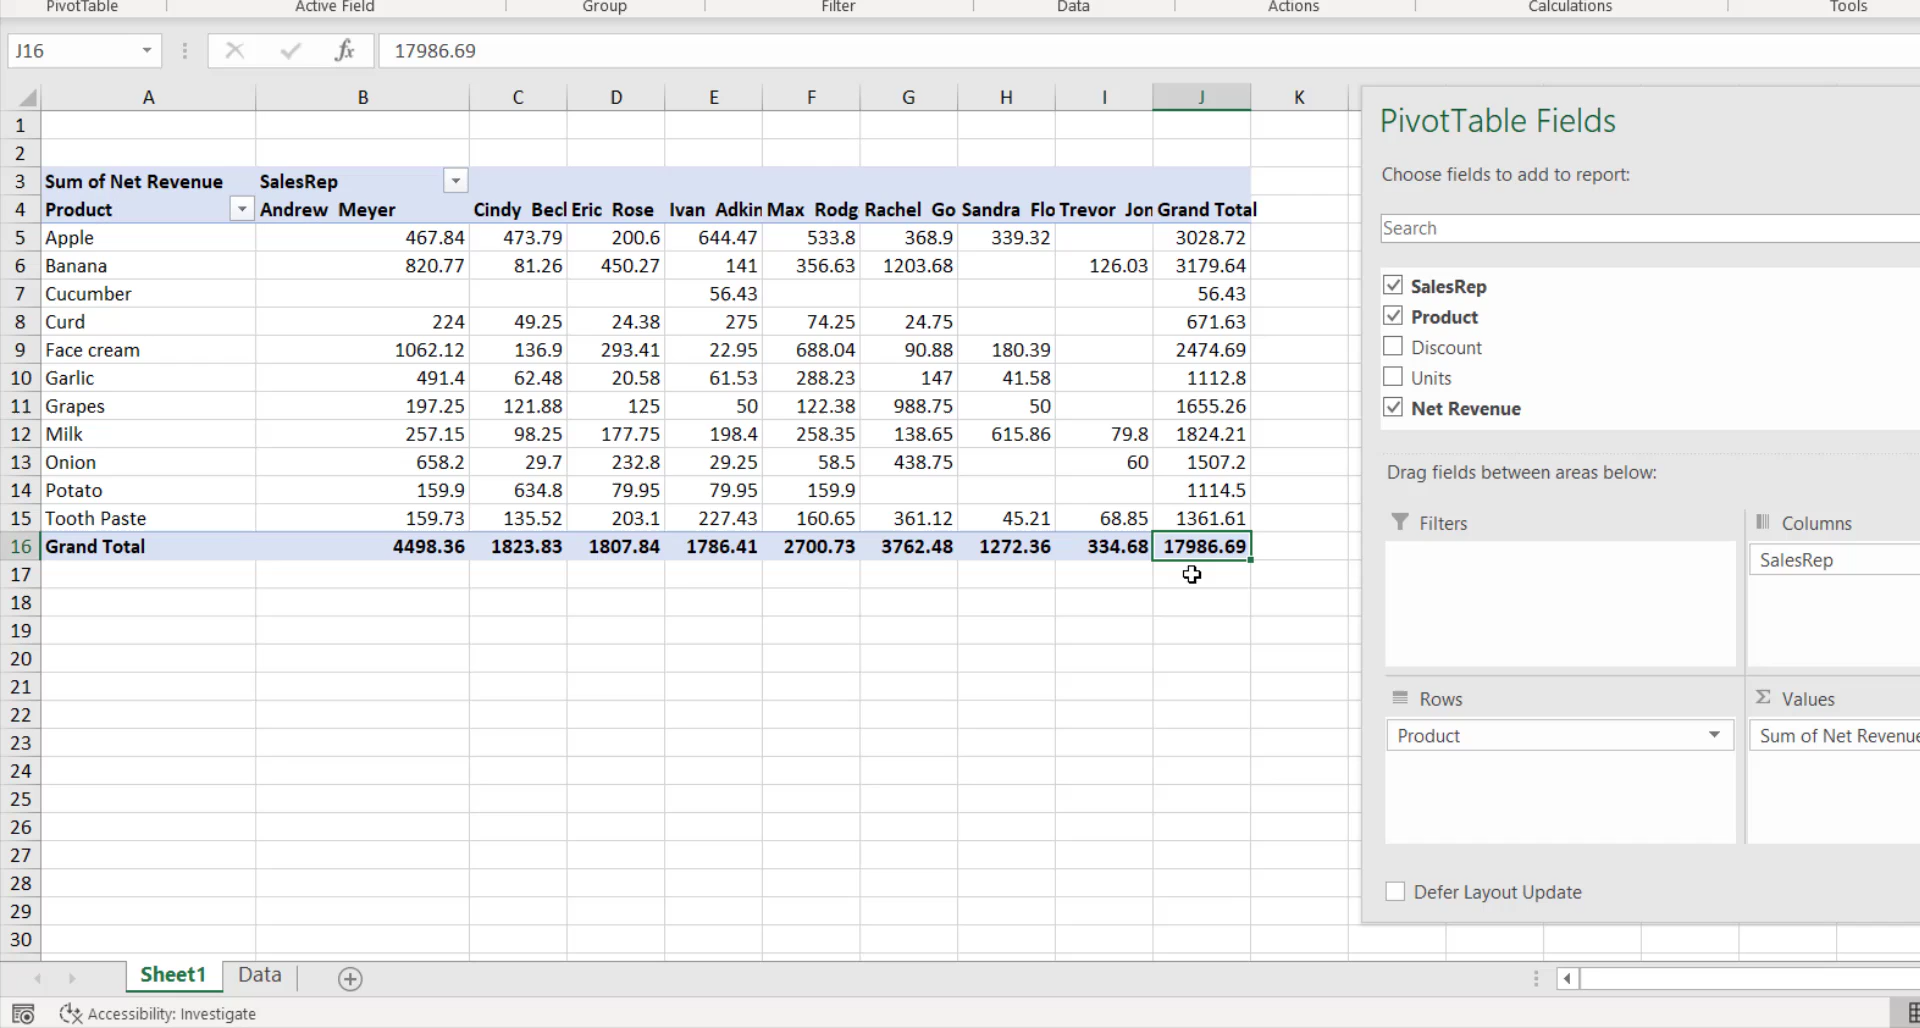 PivotTable Active Field Group Filter Data Actions Calculations Tools
J16 fx 17986.69
A B C D E F G H I J K
PivotTable Fields
Choose fields to add to report:
Search
SalesRep
Product
Discount
Units
Net Revenue
Drag fields between areas below:
Filters Columns
SalesRep
Rows Values
Product Sum of Net Revenue
Defer Layout Update
1
2
3 Sum of Net Revenue SalesRep
4 Product Andrew Meyer Cindy Becl Eric Rose Ivan Adkin Max Rodg Rachel Go Sandra Flo Trevor Jon Grand Total
5 Apple 467.84 473.79 200.6 644.47 533.8 368.9 339.32 3028.72
6 Banana 820.77 81.26 450.27 141 356.63 1203.68 126.03 3179.64
7 Cucumber 56.43 56.43
8 Curd 224 49.25 24.38 275 74.25 24.75 671.63
9 Face cream 1062.12 136.9 293.41 22.95 688.04 90.88 180.39 2474.69
10 Garlic 491.4 62.48 20.58 61.53 288.23 147 41.58 1112.8
11 Grapes 197.25 121.88 125 50 122.38 988.75 50 1655.26
12 Milk 257.15 98.25 177.75 198.4 258.35 138.65 615.86 79.8 1824.21
13 Onion 658.2 29.7 232.8 29.25 58.5 438.75 60 1507.2
14 Potato 159.9 634.8 79.95 79.95 159.9 1114.5
15 Tooth Paste 159.73 135.52 203.1 227.43 160.65 361.12 45.21 68.85 1361.61
16 Grand Total 4498.36 1823.83 1807.84 1786.41 2700.73 3762.48 1272.36 334.68 17986.69
17
18
19
20
21
22
23
24
25
26
27
28
29
30
Sheet1 Data
Accessibility: Investigate